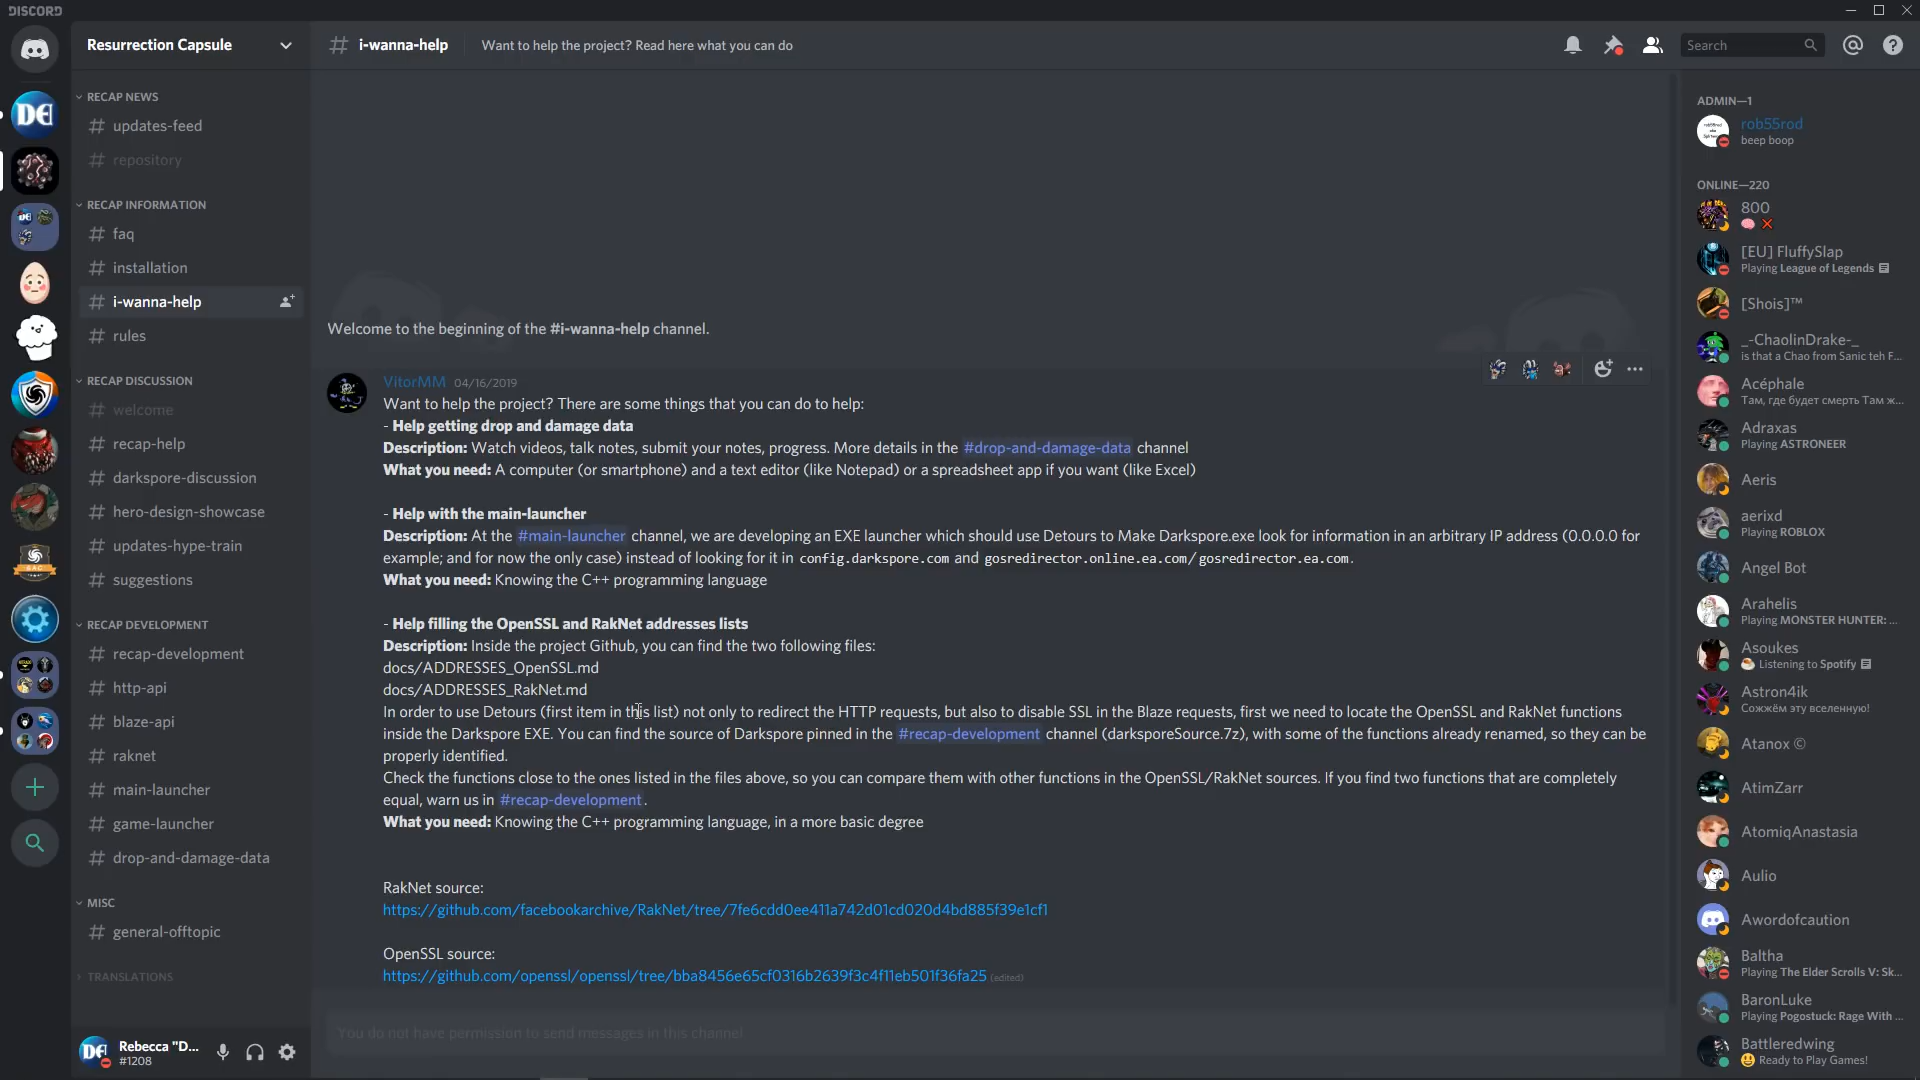 DISCORD
Resurrection Capsule
RECAP NEWS
updates-feed
repository
RECAP INFORMATION
faq
installation
i-wanna-help
rules
RECAP DISCUSSION
welcome
recap-help
darkspore-discussion
hero-design-showcase
updates-hype-train
suggestions
RECAP DEVELOPMENT
recap-development
http-api
blaze-api
raknet
main-launcher
game-launcher
drop-and-damage-data
MISC
general-offtopic
TRANSLATIONS
Rebecca "D...
#1208
i-wanna-help
Want to help the project? Read here what you can do
Search
Welcome to the beginning of the #i-wanna-help channel.
VitorMM 04/16/2019
Want to help the project? There are some things that you can do to help:
- Help getting drop and damage data
Description: Watch videos, talk notes, submit your notes, progress. More details in the #drop-and-damage-data channel
What you need: A computer (or smartphone) and a text editor (like Notepad) or a spreadsheet app if you want (like Excel)
- Help with the main-launcher
Description: At the #main-launcher channel, we are developing an EXE launcher which should use Detours to Make Darkspore.exe look for information in an arbitrary IP address (0.0.0.0 for
example; and for now the only case) instead of looking for it in config.darkspore.com and gosredirector.online.ea.com/gosredirector.ea.com.
What you need: Knowing the C++ programming language
- Help filling the OpenSSL and RakNet addresses lists
Description: Inside the project Github, you can find the two following files:
docs/ADDRESSES_OpenSSL.md
docs/ADDRESSES_RakNet.md
In order to use Detours (first item in this list) not only to redirect the HTTP requests, but also to disable SSL in the Blaze requests, first we need to locate the OpenSSL and RakNet functions
inside the Darkspore EXE. You can find the source of Darkspore pinned in the #recap-development channel (darksporeSource.7z), with some of the functions already renamed, so they can be
properly identified.
Check the functions close to the ones listed in the files above, so you can compare them with other functions in the OpenSSL/RakNet sources. If you find two functions that are completely
equal, warn us in #recap-development.
What you need: Knowing the C++ programming language, in a more basic degree
RakNet source:
https://github.com/facebookarchive/RakNet/tree/7fe6cdd0ee411a742d01cd020d4bd885f39e1cf1
OpenSSL source:
https://github.com/openssl/openssl/tree/bba8456e65cf0316b2639f3c4f11eb501f36fa25 (edited)
You do not have permission to send messages in this channel
ADMIN—1
rob55rod
beep boop
ONLINE—220
800
[EU] FluffySlap
Playing League of Legends
[Shois]™
_-ChaolinDrake-_
is that a Chao from Sanic teh F...
Acéphale
Там, где будет смерть Там ж...
Adraxas
Playing ASTRONEER
Aeris
aerixd
Playing ROBLOX
Angel Bot
Arahelis
Playing MONSTER HUNTER: ...
Asoukes
Listening to Spotify
Astron4ik
Сожжём эту вселенную!
Atanox ©
AtimZarr
AtomiqAnastasia
Aulio
Awordofcaution
Baltha
Playing The Elder Scrolls V: Sk...
BaronLuke
Playing Pogostuck: Rage With ...
Battleredwing
Ready to Play Games!